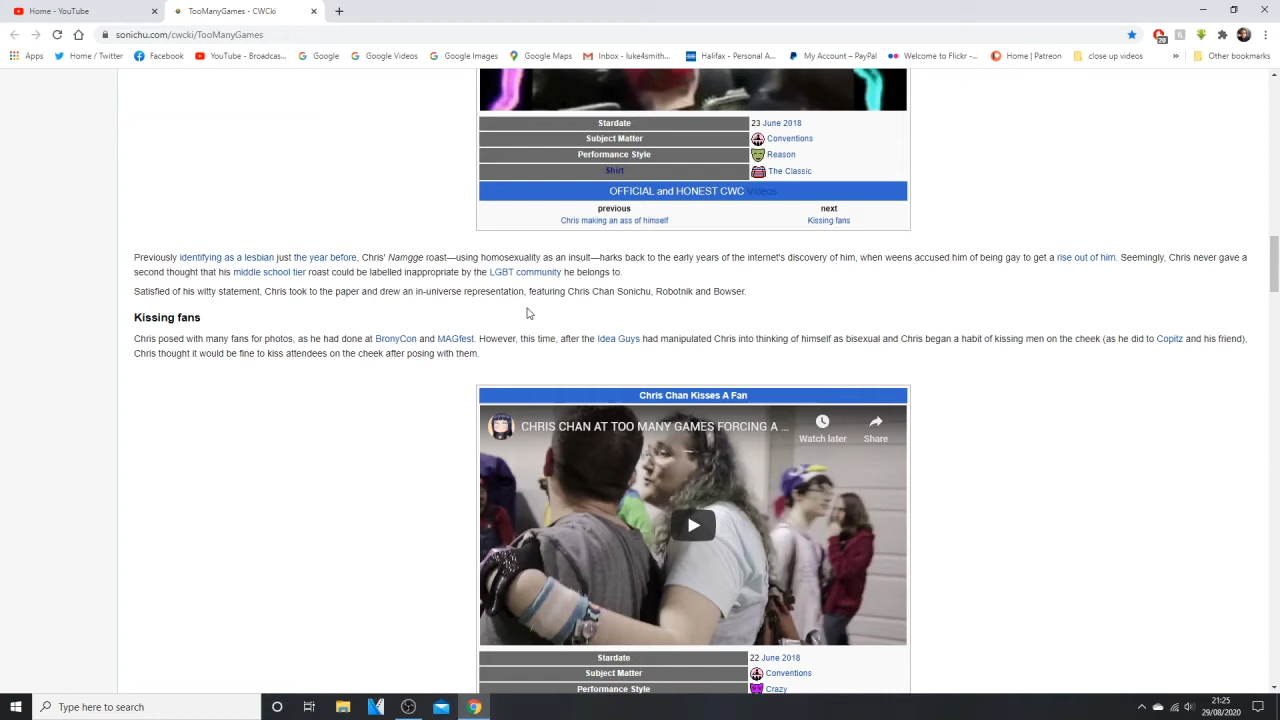 Home - YouTube
TooManyGames - CWCki
sonichu.com/cwcki/TooManyGames
20
Apps
Home / Twitter
Facebook
YouTube - Broadcas...
Google
Google Videos
Google Images
Google Maps
Inbox - luke4smith...
Halifax - Personal A...
My Account – PayPal
Welcome to Flickr -...
Home | Patreon
close up videos
»
Other bookmarks
Stardate
23 June 2018
Subject Matter
Conventions
Performance Style
Reason
Shirt
The Classic
OFFICIAL and HONEST CWC Videos
previous
next
Chris making an ass of himself
Kissing fans
Previously identifying as a lesbian just the year before, Chris' Namgge roast—using homosexuality as an insult—harks back to the early years of the internet's discovery of him, when weens accused him of being gay to get a rise out of him. Seemingly, Chris never gave a
second thought that his middle school tier roast could be labelled inappropriate by the LGBT community he belongs to.
Satisfied of his witty statement, Chris took to the paper and drew an in-universe representation, featuring Chris Chan Sonichu, Robotnik and Bowser.
Kissing fans
Chris posed with many fans for photos, as he had done at BronyCon and MAGfest. However, this time, after the Idea Guys had manipulated Chris into thinking of himself as bisexual and Chris began a habit of kissing men on the cheek (as he did to Copitz and his friend),
Chris thought it would be fine to kiss attendees on the cheek after posing with them.
Chris Chan Kisses A Fan
CHRIS CHAN AT TOO MANY GAMES FORCING A ...
Watch later
Share
Stardate
22 June 2018
Subject Matter
Conventions
Performance Style
Crazy
Type here to search
21:25
29/08/2020